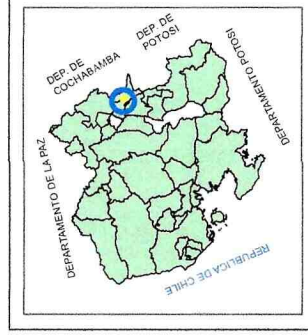 DEP. DE
COCHABAMBA
DEP. DE
POTOSI
DEPARTAMENTO POTOSI
DEPARTAMENTO DE LA PAZ
REPUBLICA DE CHILE